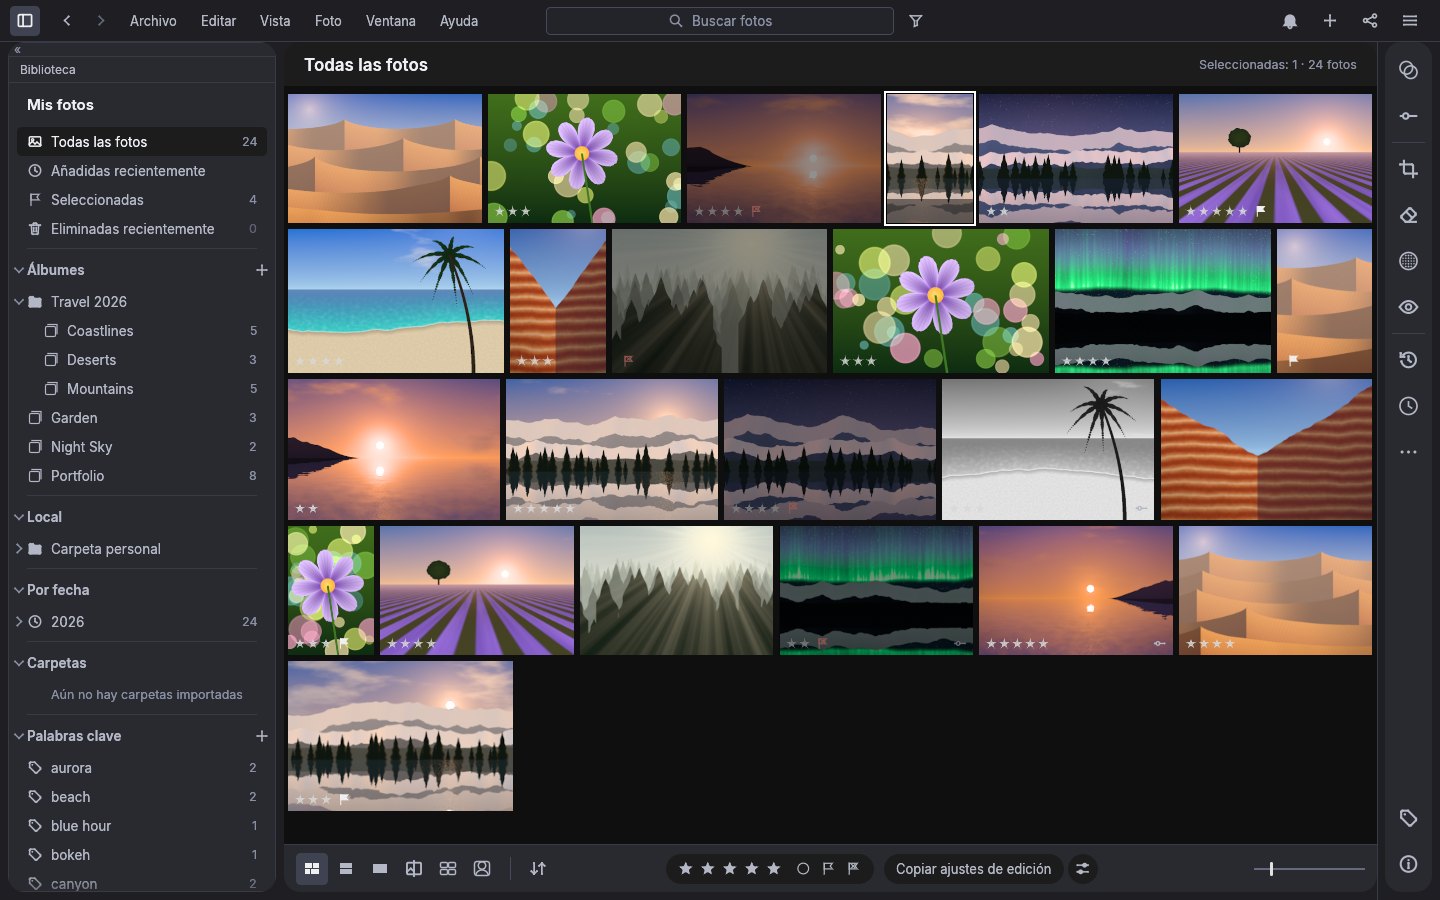 Archivo Editar Vista Foto Ventana Ayuda
Buscar fotos
«
Biblioteca
Mis fotos
Todas las fotos 24
Añadidas recientemente
Seleccionadas 4
Eliminadas recientemente 0
Álbumes
Travel 2026
Coastlines 5
Deserts 3
Mountains 5
Garden 3
Night Sky 2
Portfolio 8
Local
Carpeta personal
Por fecha
2026 24
Carpetas
Aún no hay carpetas importadas
Palabras clave
aurora 2
beach 2
blue hour 1
bokeh 1
canyon 2
Todas las fotos
Seleccionadas: 1 · 24 fotos
Copiar ajustes de edición